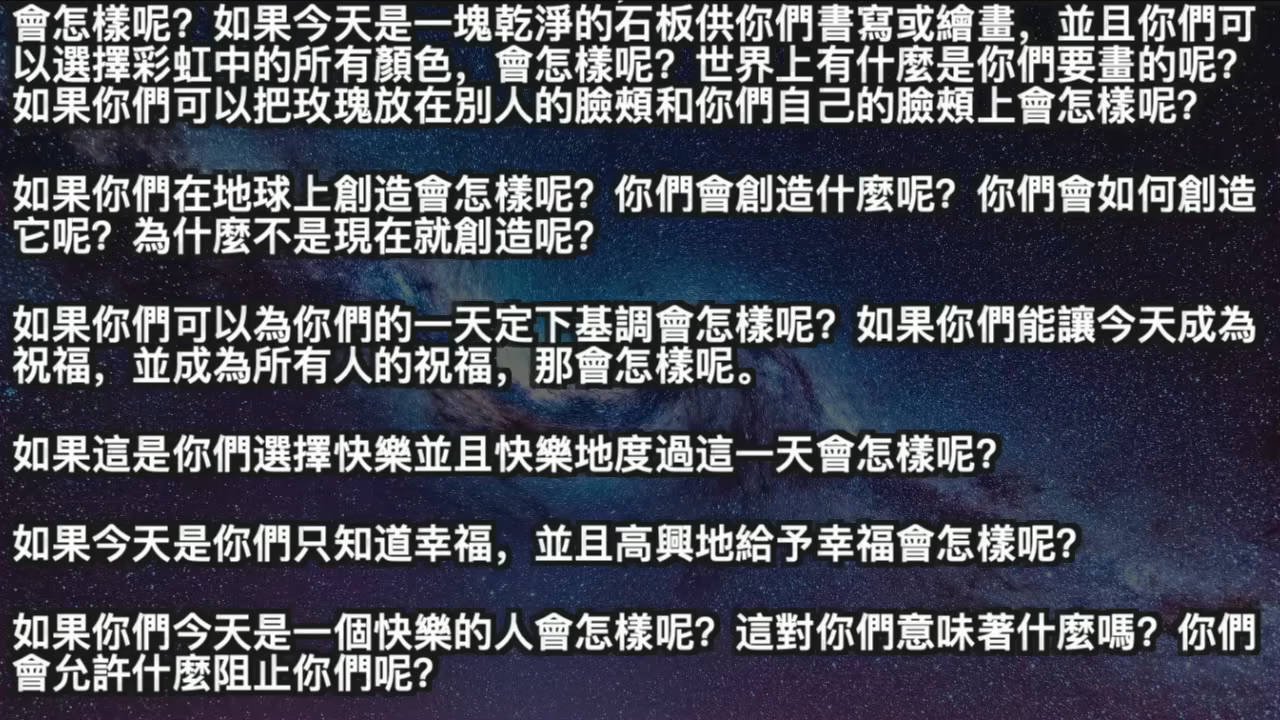 會怎樣呢？如果今天是一塊乾淨的石板供你們書寫或繪畫，並且你們可
以選擇彩虹中的所有顏色，會怎樣呢？世界上有什麼是你們要畫的呢？
如果你們可以把玫瑰放在別人的臉頰和你們自己的臉頰上會怎樣呢？
如果你們在地球上創造會怎樣呢？你們會創造什麼呢？你們會如何創造
它呢？為什麼不是現在就創造呢？
如果你們可以為你們的一天定下基調會怎樣呢？如果你們能讓今天成為
祝福，並成為所有人的祝福，那會怎樣呢。
如果這是你們選擇快樂並且快樂地度過這一天會怎樣呢？
如果今天是你們只知道幸福，並且高興地給予幸福會怎樣呢？
如果你們今天是一個快樂的人會怎樣呢？這對你們意味著什麼嗎？你們
會允許什麼阻止你們呢？